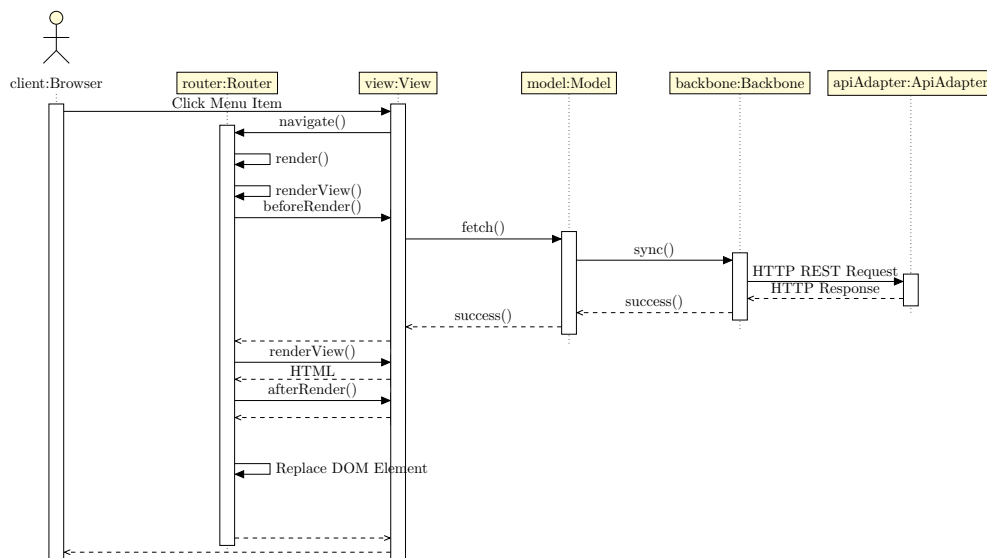 client:Browser
router:Router
view:View
model:Model
backbone:Backbone
apiAdapter:ApiAdapter
Click Menu Item
navigate()
render()
renderView()
beforeRender()
fetch()
sync()
HTTP REST Request
HTTP Response
success()
success()
renderView()
HTML
afterRender()
Replace DOM Element